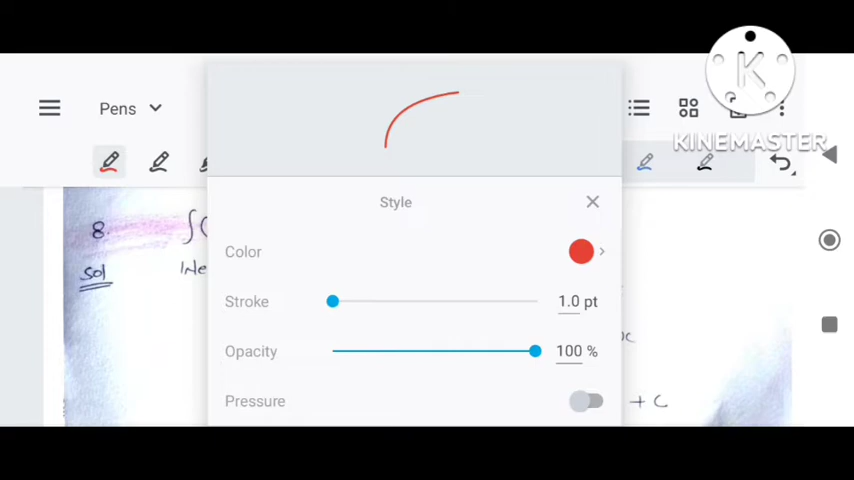 Pens
KINEMASTER
Style
8. ∫(
Sol
Color
Stroke 1.0 pt
Opacity 100 %
Pressure
+ C